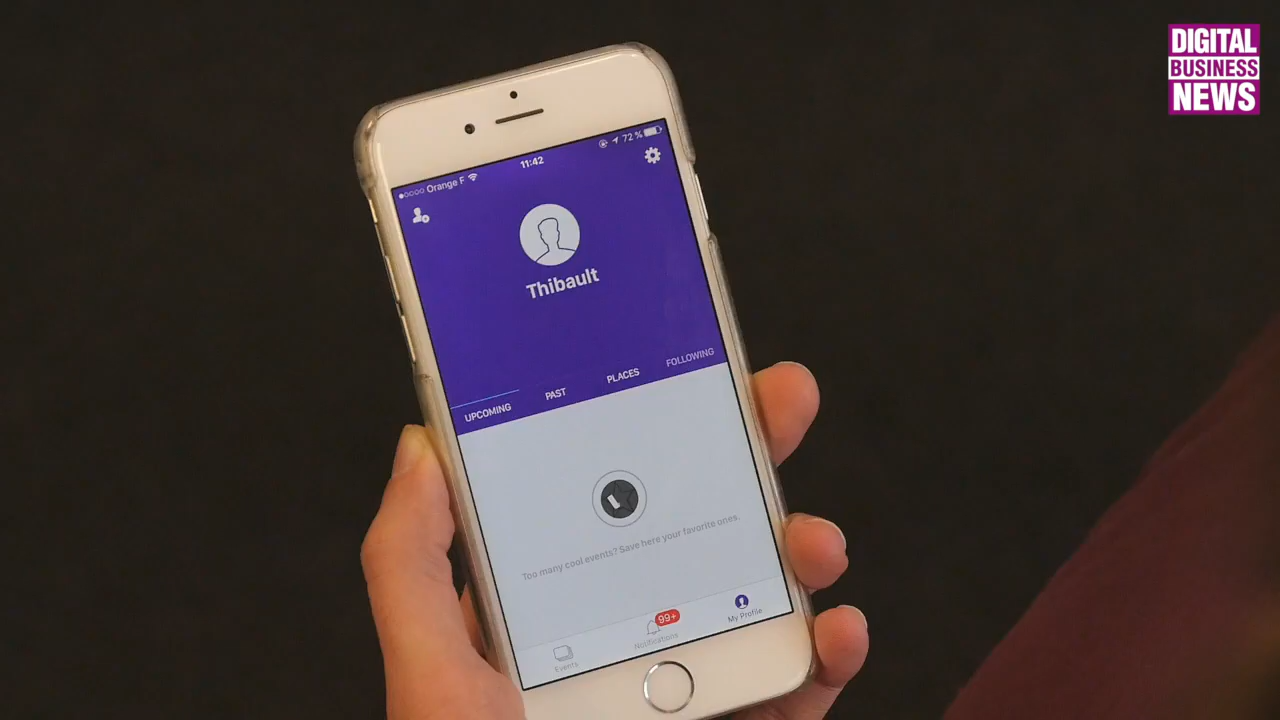 DIGITAL
BUSINESS
NEWS
Orange F
11:42
72 %
Thibault
UPCOMING
PAST
PLACES
FOLLOWING
Too many cool events? Save here your favorite ones.
Events
99+
Notifications
My Profile